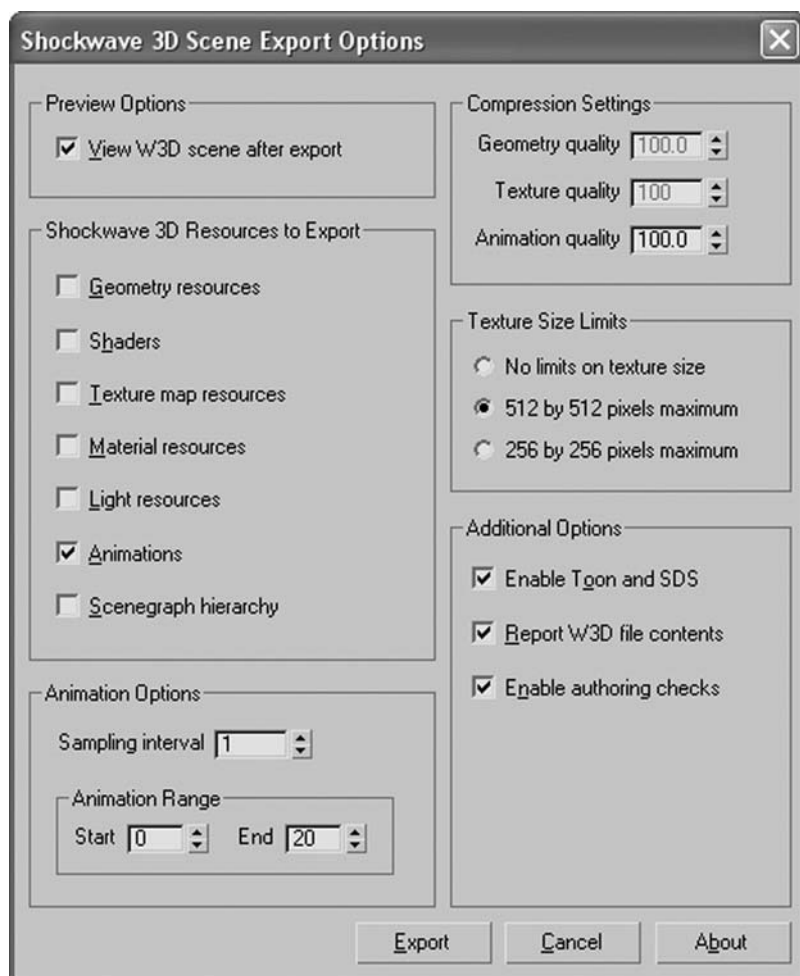 Shockwave 3D Scene Export Options
Preview Options
View W3D scene after export
Shockwave 3D Resources to Export
Geometry resources
Shaders
Texture map resources
Material resources
Light resources
Animations
Scenegraph hierarchy
Animation Options
Sampling interval 1
Animation Range
Start 0 End 20
Compression Settings
Geometry quality 100.0
Texture quality 100
Animation quality 100.0
Texture Size Limits
No limits on texture size
512 by 512 pixels maximum
256 by 256 pixels maximum
Additional Options
Enable Toon and SDS
Report W3D file contents
Enable authoring checks
Export Cancel About